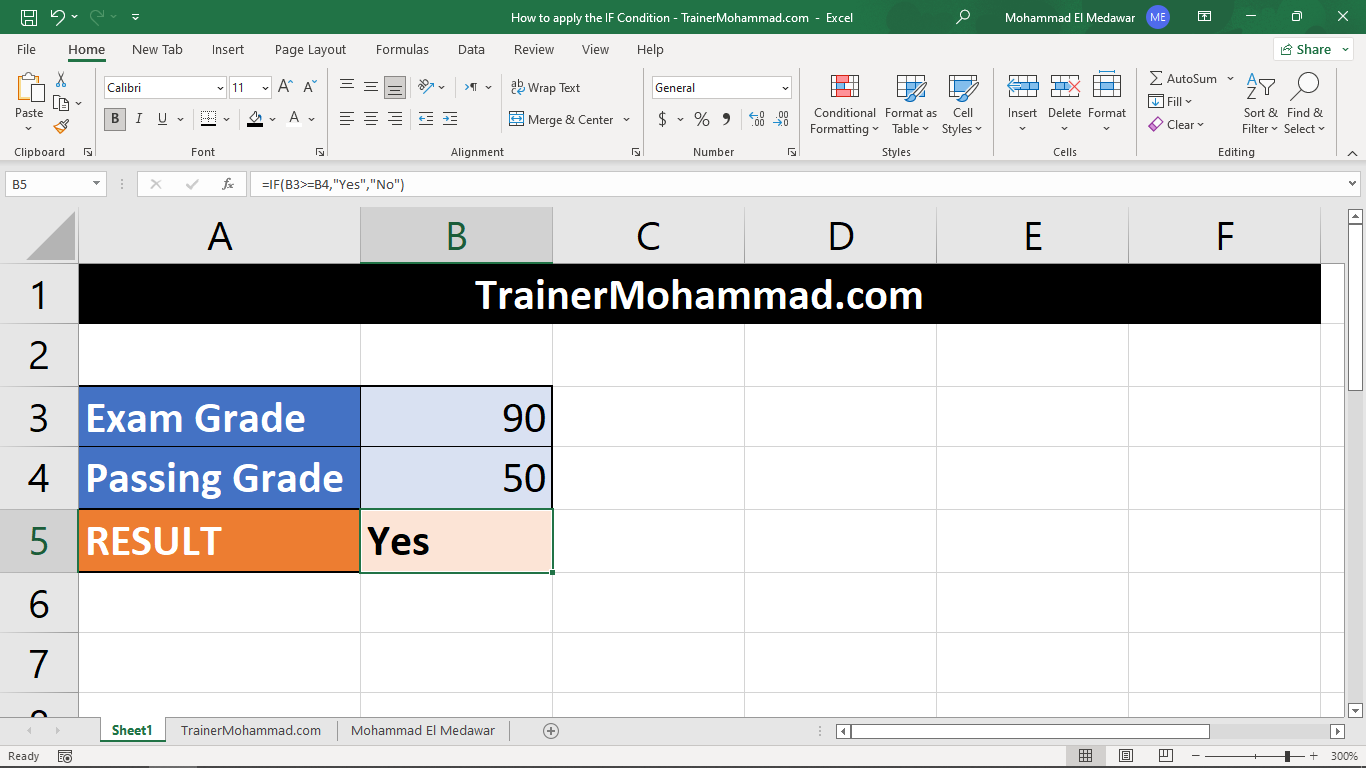 How to apply the IF Condition - TrainerMohammad.com - Excel
Mohammad El Medawar ME
File Home New Tab Insert Page Layout Formulas Data Review View Help Share
Paste
Calibri 11
B I U A
A A
Wrap Text
Merge & Center
General
$ % 9
Conditional Formatting
Format as Table
Cell Styles
Insert Delete Format
AutoSum
Fill
Clear
Sort & Filter
Find & Select
Clipboard Font Alignment Number Styles Cells Editing
B5 fx =IF(B3>=B4,"Yes","No")
A B C D E F
1 TrainerMohammad.com
2
3 Exam Grade 90
4 Passing Grade 50
5 RESULT Yes
6
7
Sheet1 TrainerMohammad.com Mohammad El Medawar
Ready 300%